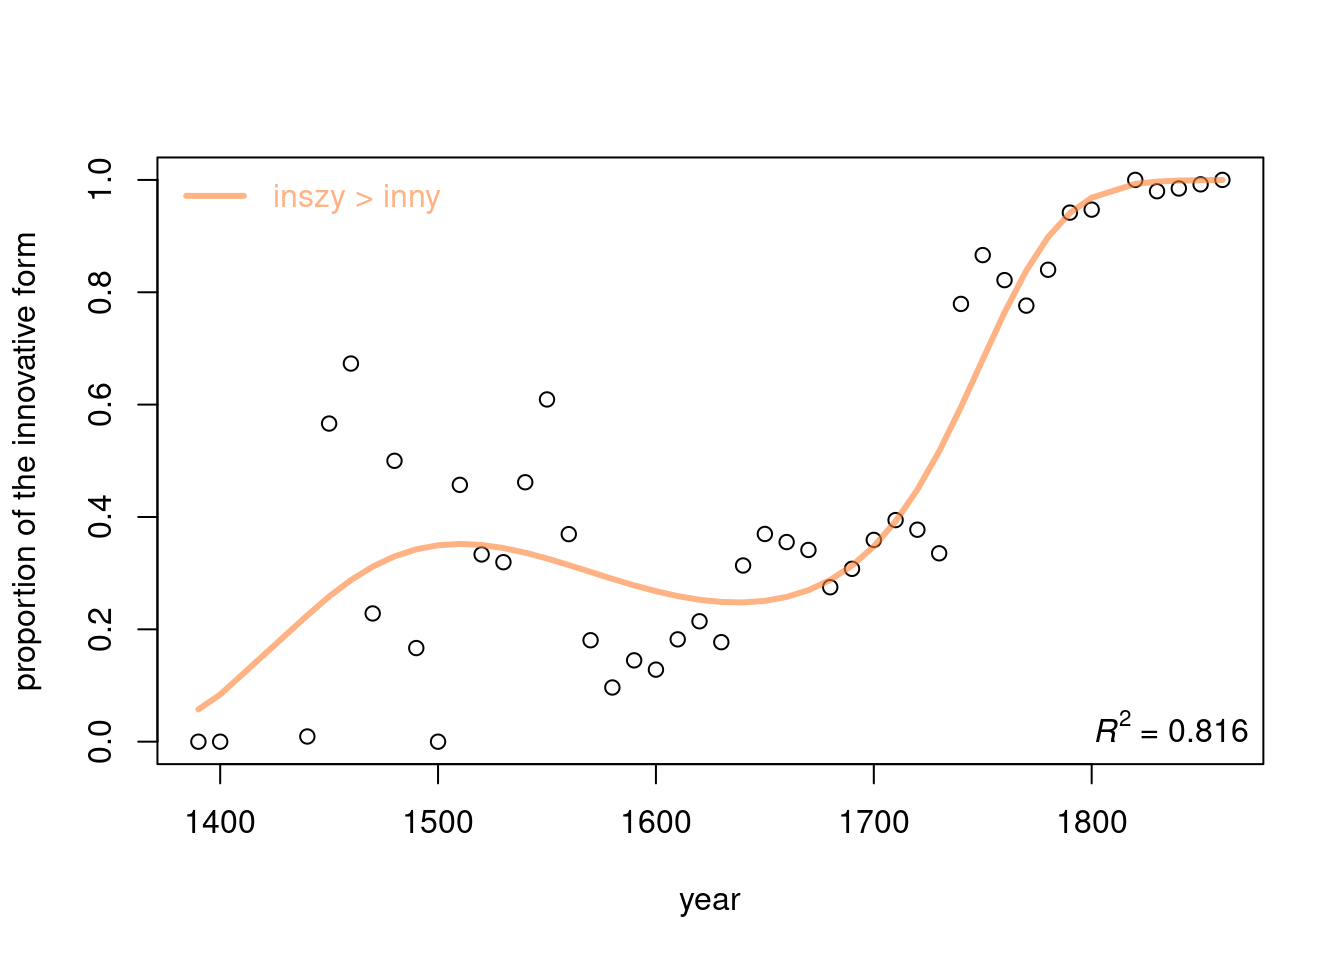 inszy > inny
proportion of the innovative form
1.0
0.8
0.6
0.4
0.2
0.0
R² = 0.816
1400 1500 1600 1700 1800
year